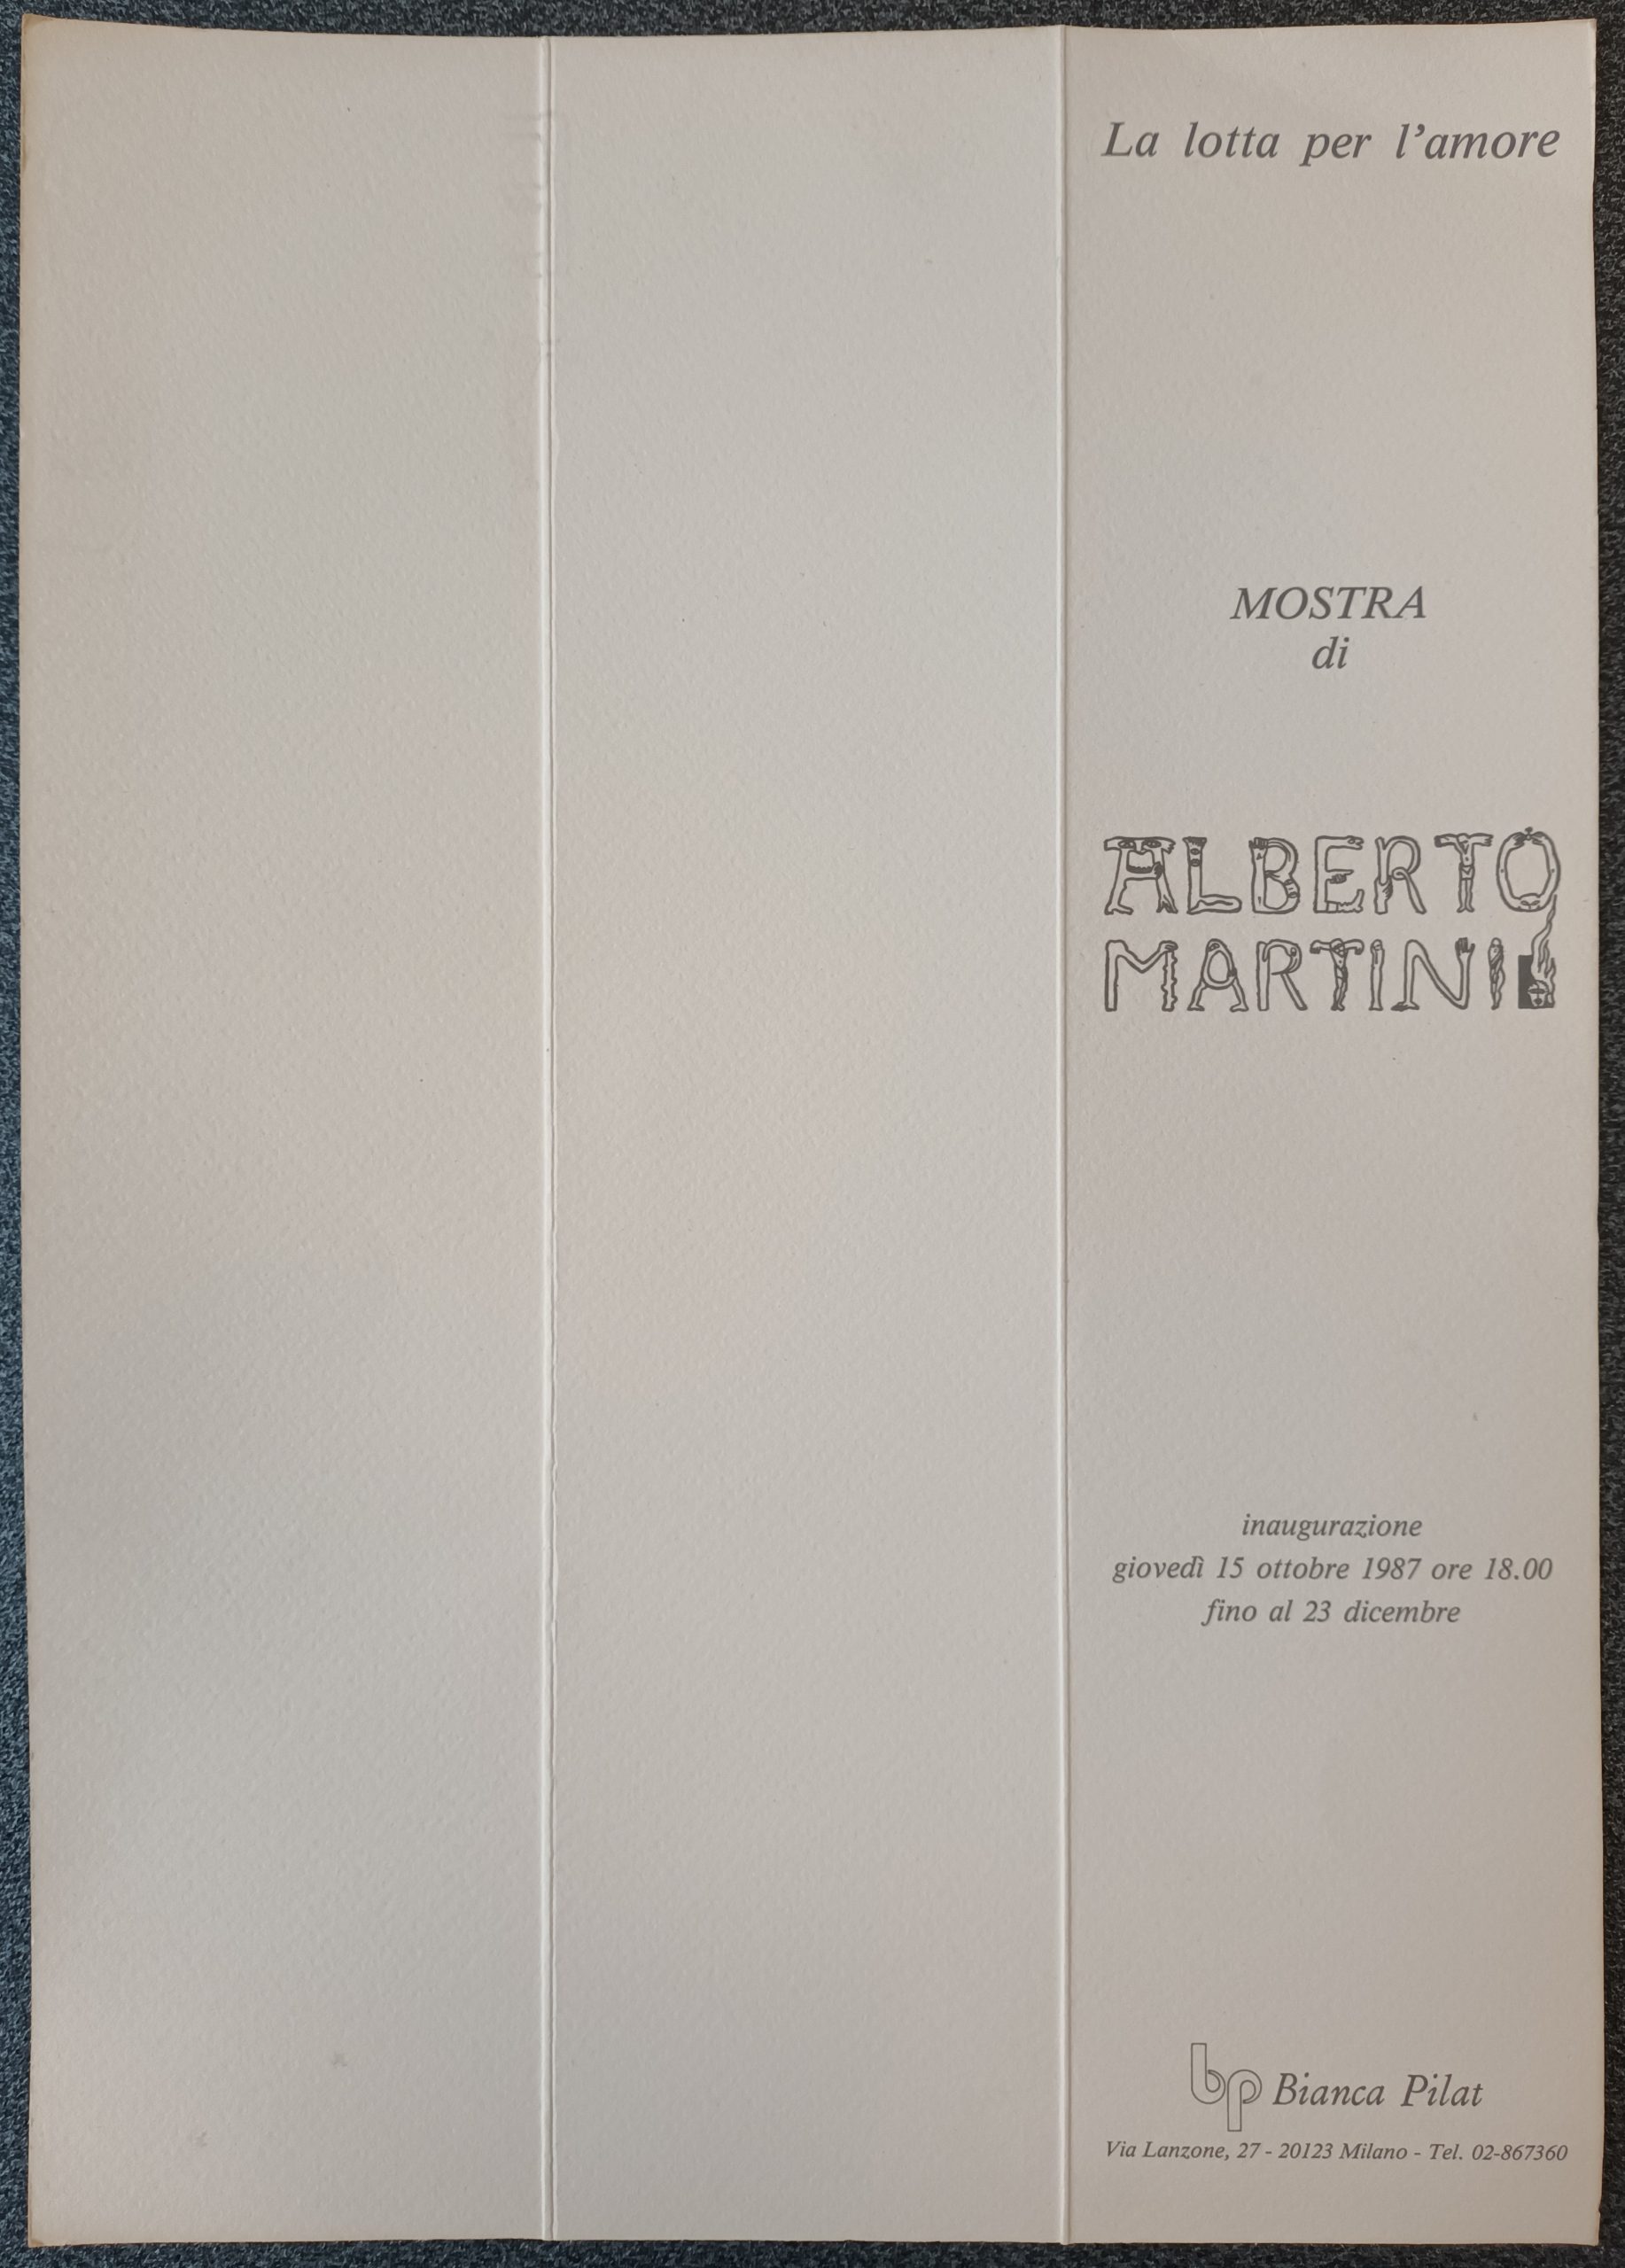 La lotta per l'amore
MOSTRA
di
ALBERTO
MARTINI
inaugurazione
giovedì 15 ottobre 1987 ore 18.00
fino al 23 dicembre
bp Bianca Pilat
Via Lanzone, 27 - 20123 Milano - Tel. 02-867360